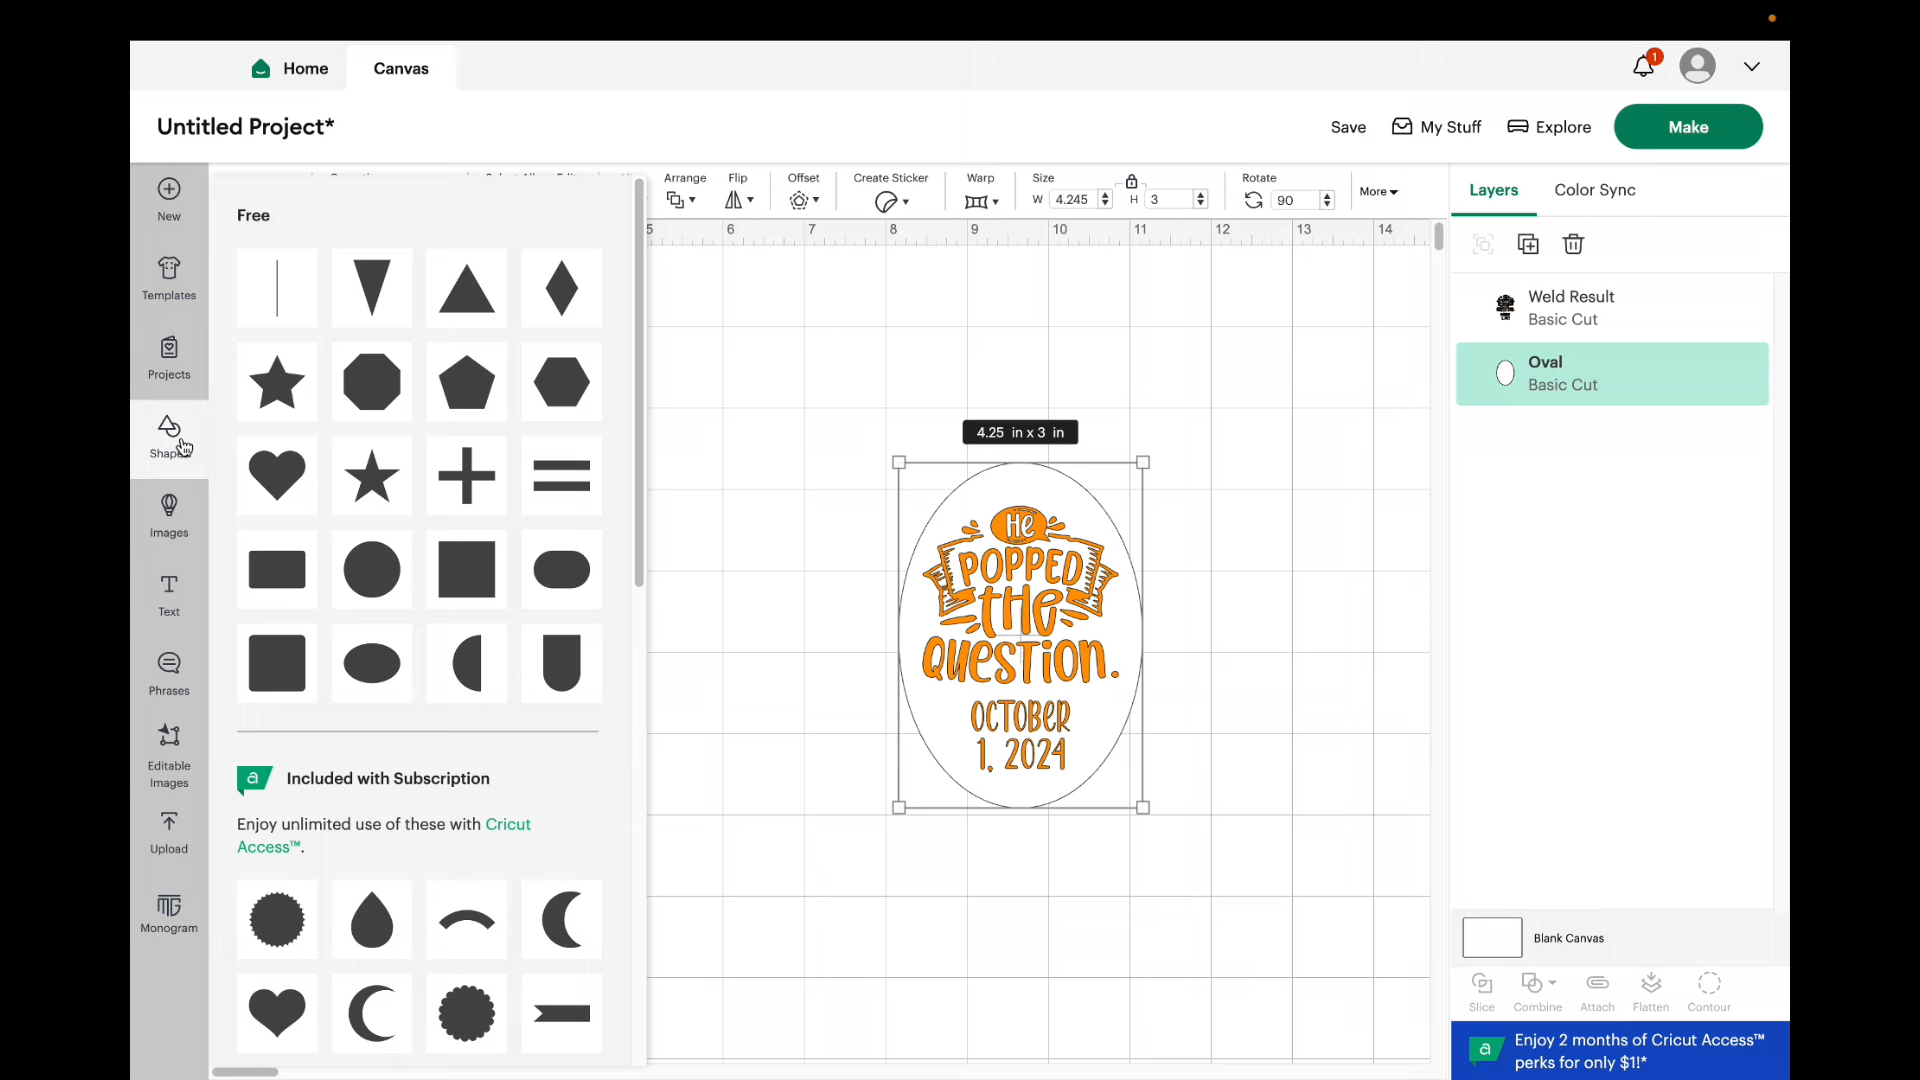 Home
Canvas
1
Untitled Project*
Save
My Stuff
Explore
Make
New
Templates
Projects
Images
Text
Phrases
Editable
Images
Upload
Monogram
Free
Included with Subscription
Enjoy unlimited use of these with Cricut
Access™.
Arrange
Flip
Offset
Create Sticker
Warp
Size
W 4.245
H 3
Rotate
90
More
5 6 7 8 9 10 11 12 13 14
4.25 in x 3 in
He
POPPED
tHe
QuesTion.
OCTOBER
1, 2024
Layers
Color Sync
Weld Result
Basic Cut
Oval
Basic Cut
Blank Canvas
Slice
Combine
Attach
Flatten
Contour
a
Enjoy 2 months of Cricut Access™
perks for only $1!*